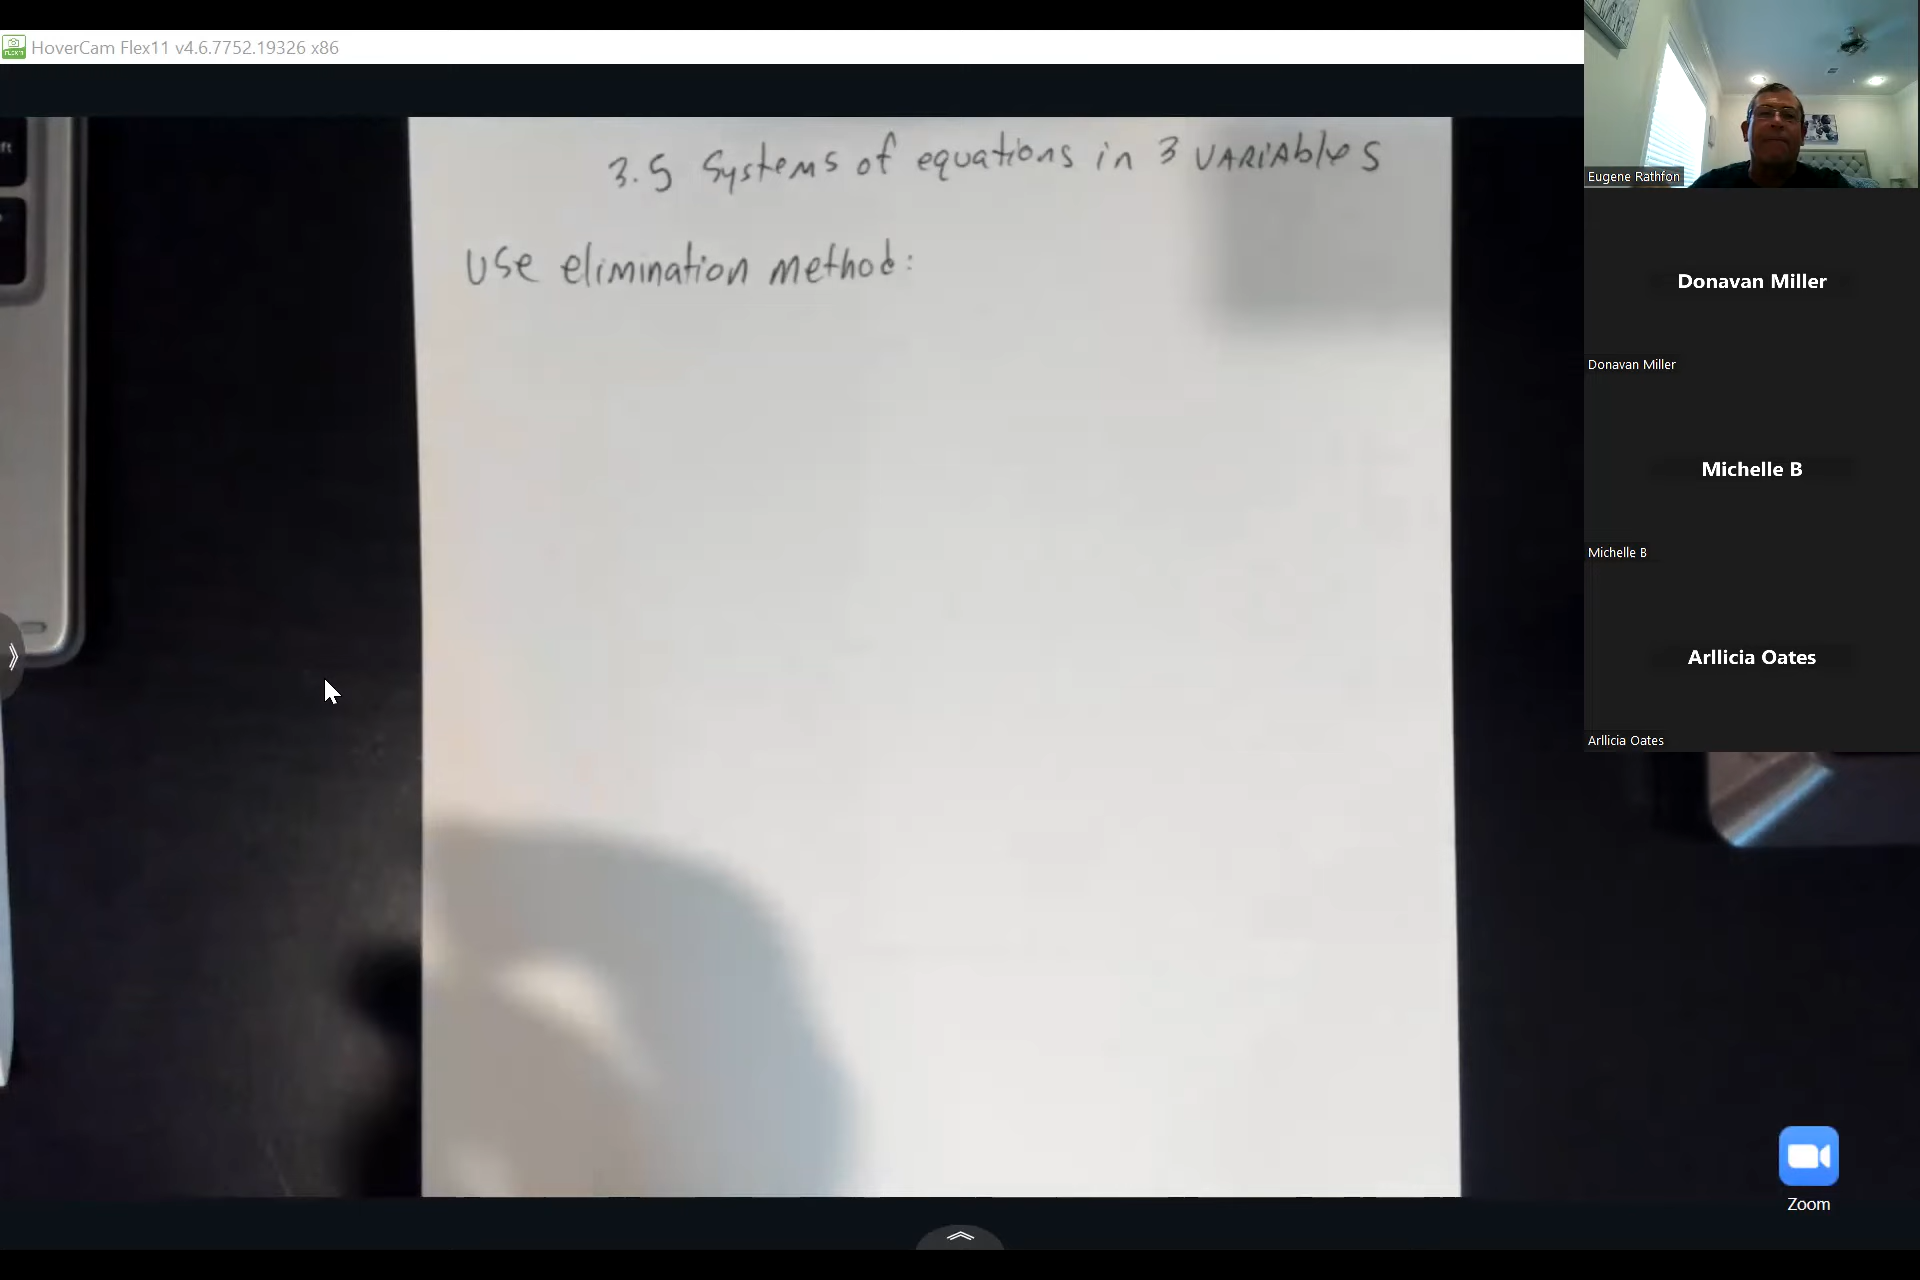 HoverCam Flex11 v4.6.7752.19326 x86
3.5 Systems of equations in 3 VARIAbles
Use elimination method:
Eugene Rathfon
Donavan Miller
Donavan Miller
Michelle B
Michelle B
Arllicia Oates
Arllicia Oates
Zoom